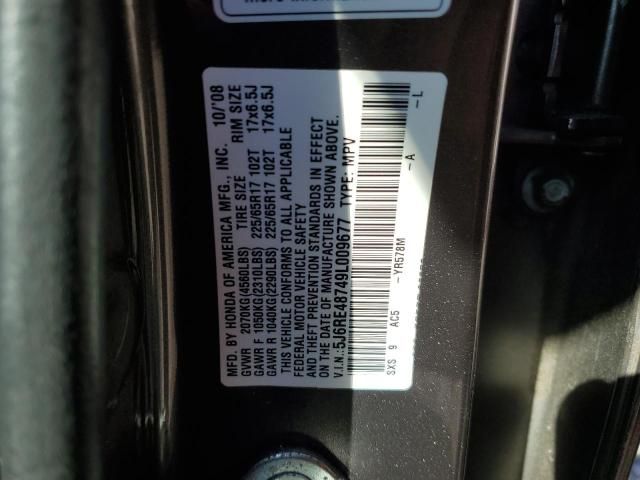 MFD. BY HONDA OF AMERICA MFG., INC. 10/'08
GVWR 2070KG(4560LBS) TIRE SIZE RIM SIZE
GAWR F 1050KG(2310LBS) 225/65R17 102T 17x6.5J
GAWR R 1040KG(2290LBS) 225/65R17 102T 17x6.5J
THIS VEHICLE CONFORMS TO ALL APPLICABLE
FEDERAL MOTOR VEHICLE SAFETY
AND THEFT PREVENTION STANDARDS IN EFFECT
ON THE DATE OF MANUFACTURE SHOWN ABOVE.
V.I.N.: 5J6RE48749L009677 TYPE: MPV
SXS 9 AC5 -YR578M -A -L